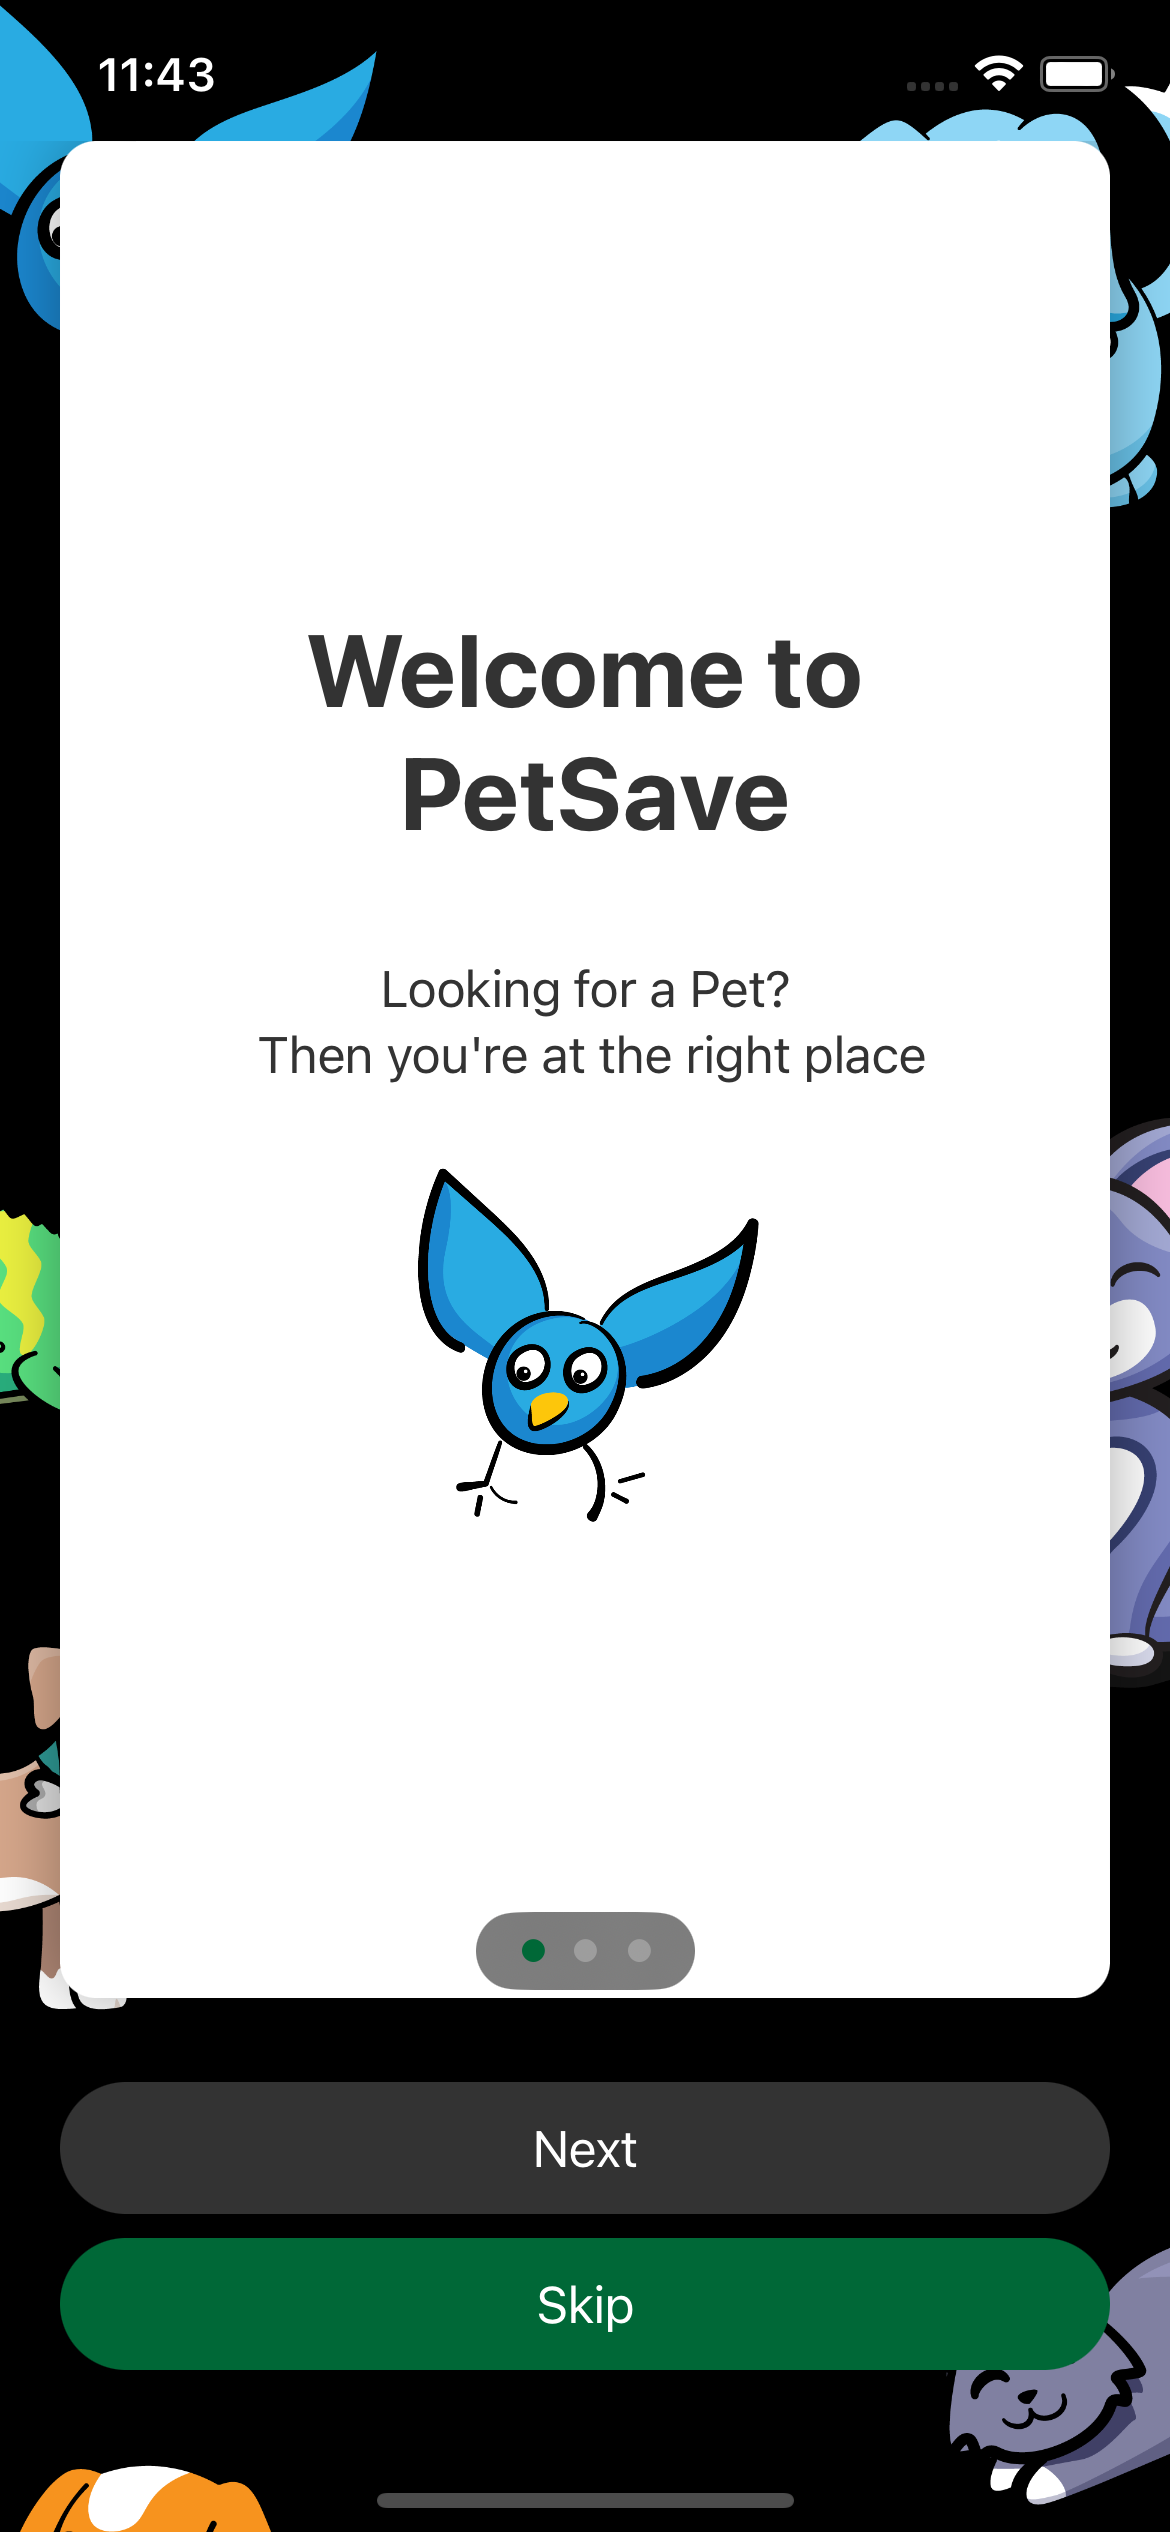 11:43
Welcome to
PetSave
Looking for a Pet?
Then you're at the right place
Next
Skip